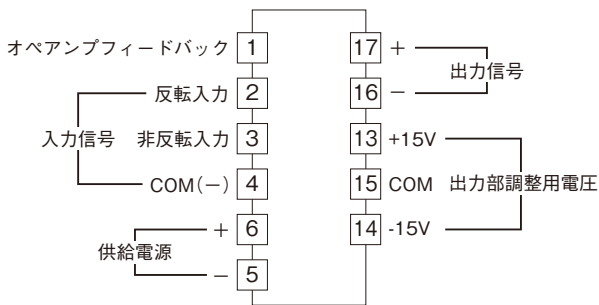 オペアンプフィードバック 1
反転入力 2
入力信号 非反転入力 3
COM(−) 4
+ 6
供給電源
− 5
17 +
出力信号
16 −
13 +15V
15 COM 出力部調整用電圧
14 -15V